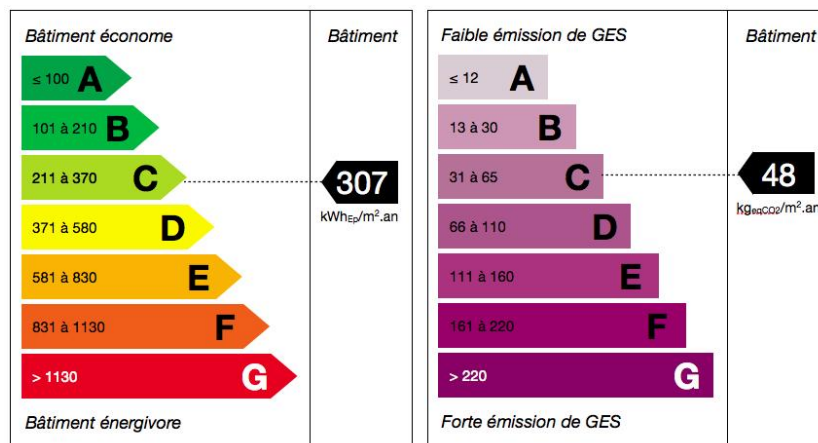 Bâtiment économe
Bâtiment
≤ 100 A
101 à 210 B
211 à 370 C
307
kWhEp/m².an
371 à 580 D
581 à 830 E
831 à 1130 F
> 1130 G
Bâtiment énergivore
Faible émission de GES
Bâtiment
≤ 12 A
13 à 30 B
31 à 65 C
48
kgeqCO2/m².an
66 à 110 D
111 à 160 E
161 à 220 F
> 220 G
Forte émission de GES